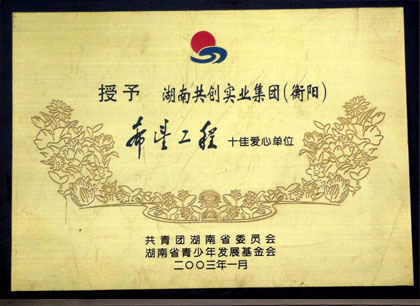 授予 湖南共创实业集团(衡阳)
希望工程 十佳爱心单位
共青团湖南省委员会
湖南省青少年发展基金会
二〇〇三年一月